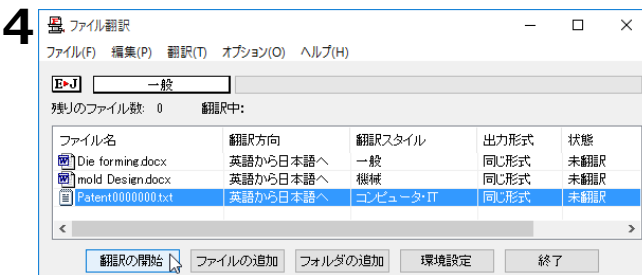 4
ファイル翻訳
ファイル(F) 編集(P) 翻訳(T) オプション(O) ヘルプ(H)
E▸J 一般
残りのファイル数: 0 翻訳中:
ファイル名 翻訳方向 翻訳スタイル 出力形式 状態
Die forming.docx 英語から日本語へ 一般 同じ形式 未翻訳
mold Design.docx 英語から日本語へ 機械 同じ形式 未翻訳
Patent0000000.txt 英語から日本語へ コンピュータ・IT 同じ形式 未翻訳
翻訳の開始 ファイルの追加 フォルダの追加 環境設定 終了